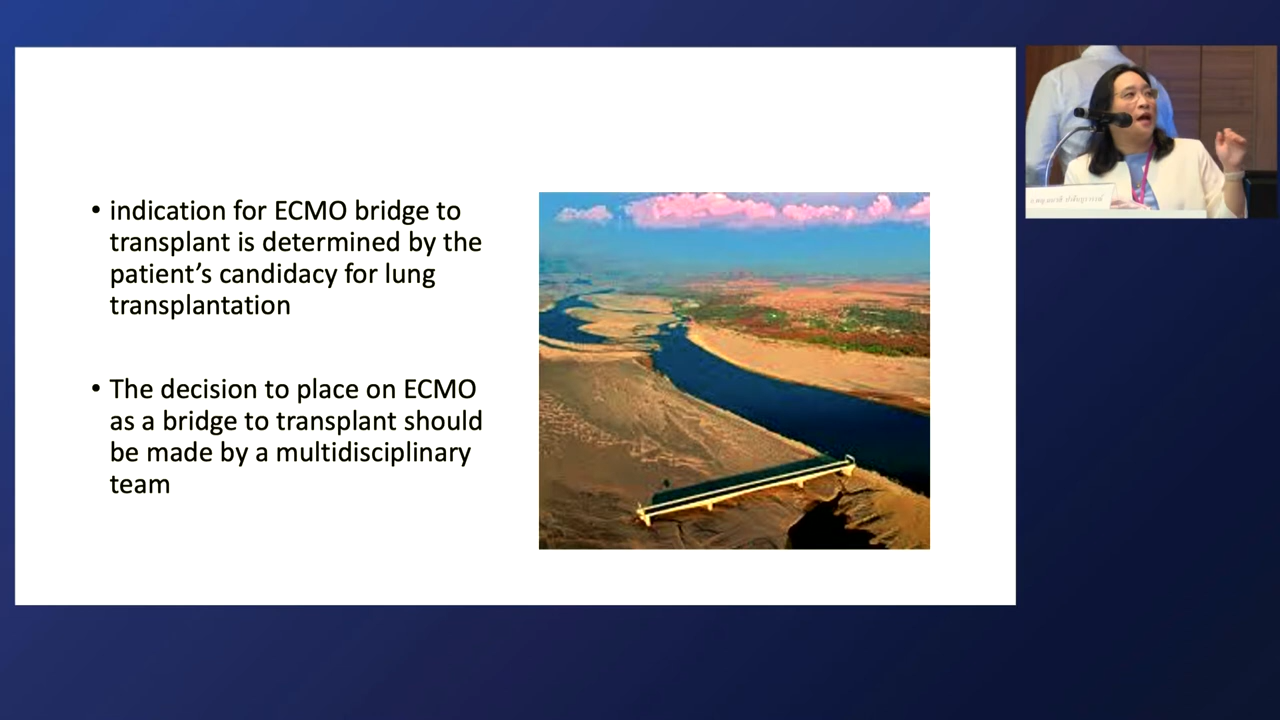 • indication for ECMO bridge to
transplant is determined by the
patient’s candidacy for lung
transplantation
• The decision to place on ECMO
as a bridge to transplant should
be made by a multidisciplinary
team